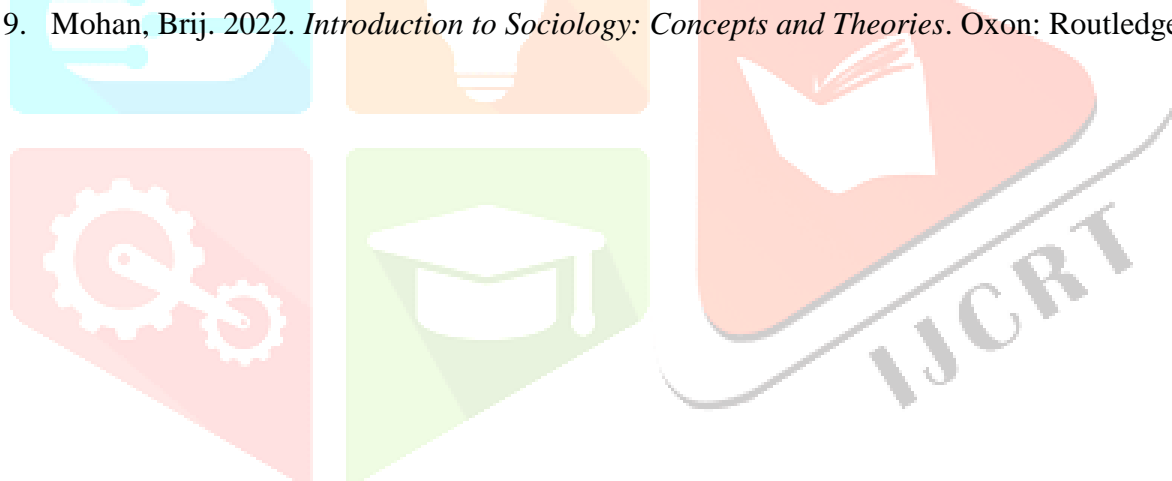 9. Mohan, Brij. 2022. Introduction to Sociology: Concepts and Theories. Oxon: Routledge
IJCRT